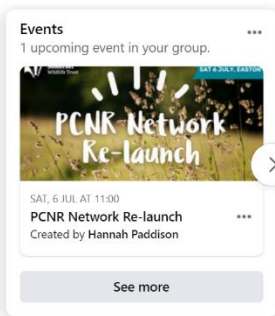 Events
1 upcoming event in your group.
Wildlife Trust
SAT 6 JULY, EASTON
PCNR Network
Re-launch
SAT, 6 JUL AT 11:00
PCNR Network Re-launch
Created by Hannah Paddison
See more